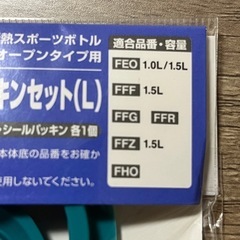 熱スポーツボトル
オープンタイプ用
キンセット(L)
・シールパッキン 各1個
本体底の品番をお確か
使用しないでください。
適合品番・容量
FEO 1.0L/1.5L
FFF 1.5L
FFG FFR
FFZ 1.5L
FHO